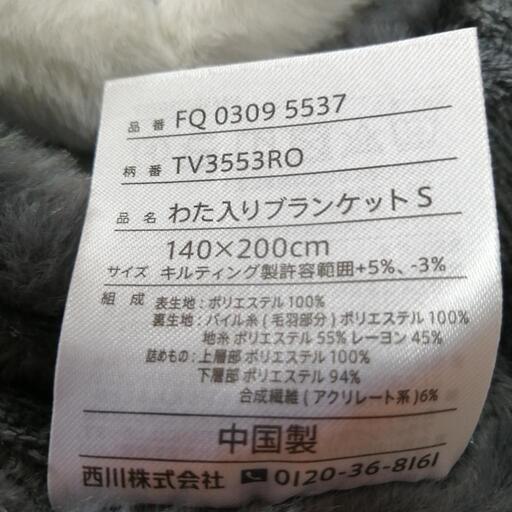 品番 FQ 0309 5537
柄番 TV3553RO
品名 わた入りブランケット S
140×200cm
サイズ キルティング製許容範囲+5%、-3%
組成 表生地:ポリエステル100%
裏生地:パイル糸(毛羽部分)ポリエステル100%
地糸 ポリエステル55% レーヨン45%
詰めもの:上層部 ポリエステル100%
下層部 ポリエステル 94%
合成繊維(アクリレート系)6%
中国製
西川株式会社 0120-36-8161